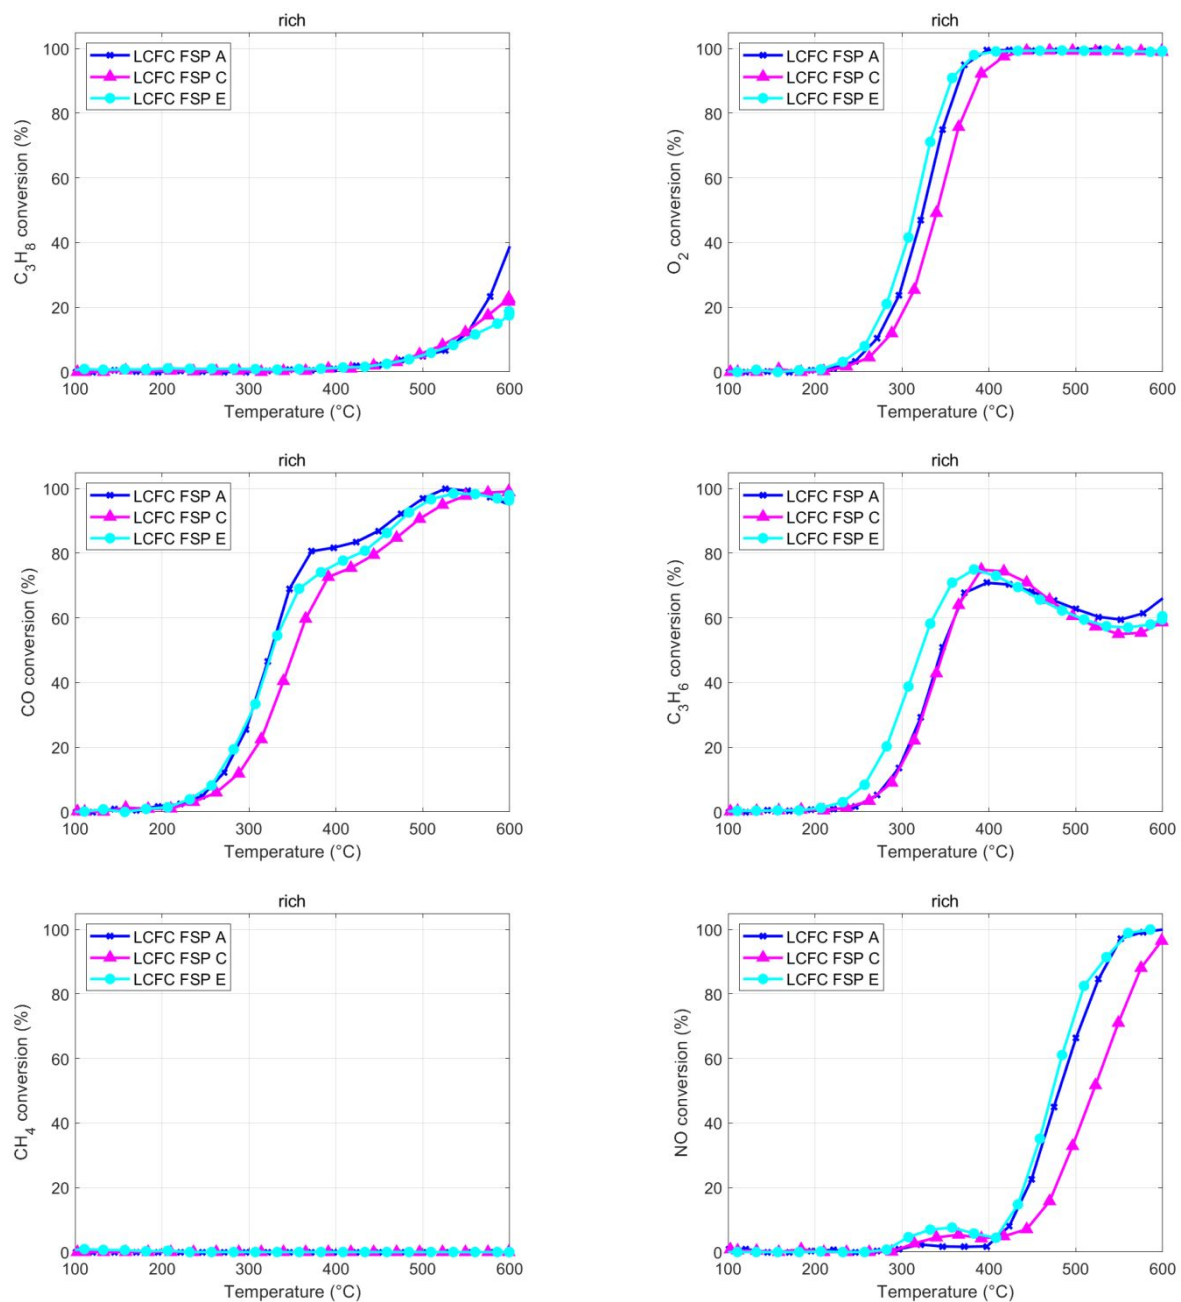 rich
LCFC FSP A
LCFC FSP C
LCFC FSP E
100
80
60
40
20
0
C3H8 conversion (%)
100 200 300 400 500 600
Temperature (°C)
rich
LCFC FSP A
LCFC FSP C
LCFC FSP E
100
80
60
40
20
0
O2 conversion (%)
100 200 300 400 500 600
Temperature (°C)
rich
LCFC FSP A
LCFC FSP C
LCFC FSP E
100
80
60
40
20
0
CO conversion (%)
100 200 300 400 500 600
Temperature (°C)
rich
LCFC FSP A
LCFC FSP C
LCFC FSP E
100
80
60
40
20
0
C3H6 conversion (%)
100 200 300 400 500 600
Temperature (°C)
rich
LCFC FSP A
LCFC FSP C
LCFC FSP E
100
80
60
40
20
0
CH4 conversion (%)
100 200 300 400 500 600
Temperature (°C)
rich
LCFC FSP A
LCFC FSP C
LCFC FSP E
100
80
60
40
20
0
NO conversion (%)
100 200 300 400 500 600
Temperature (°C)